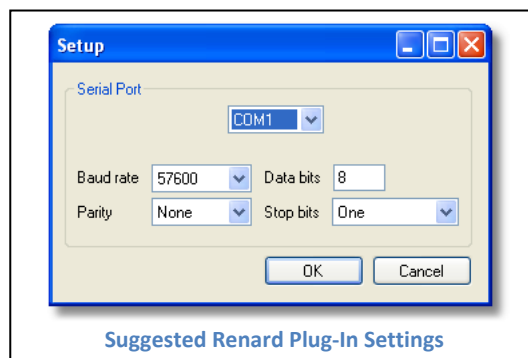 Setup
Serial Port
COM1
Baud rate 57600 Data bits 8
Parity None Stop bits One
OK Cancel
Suggested Renard Plug-In Settings